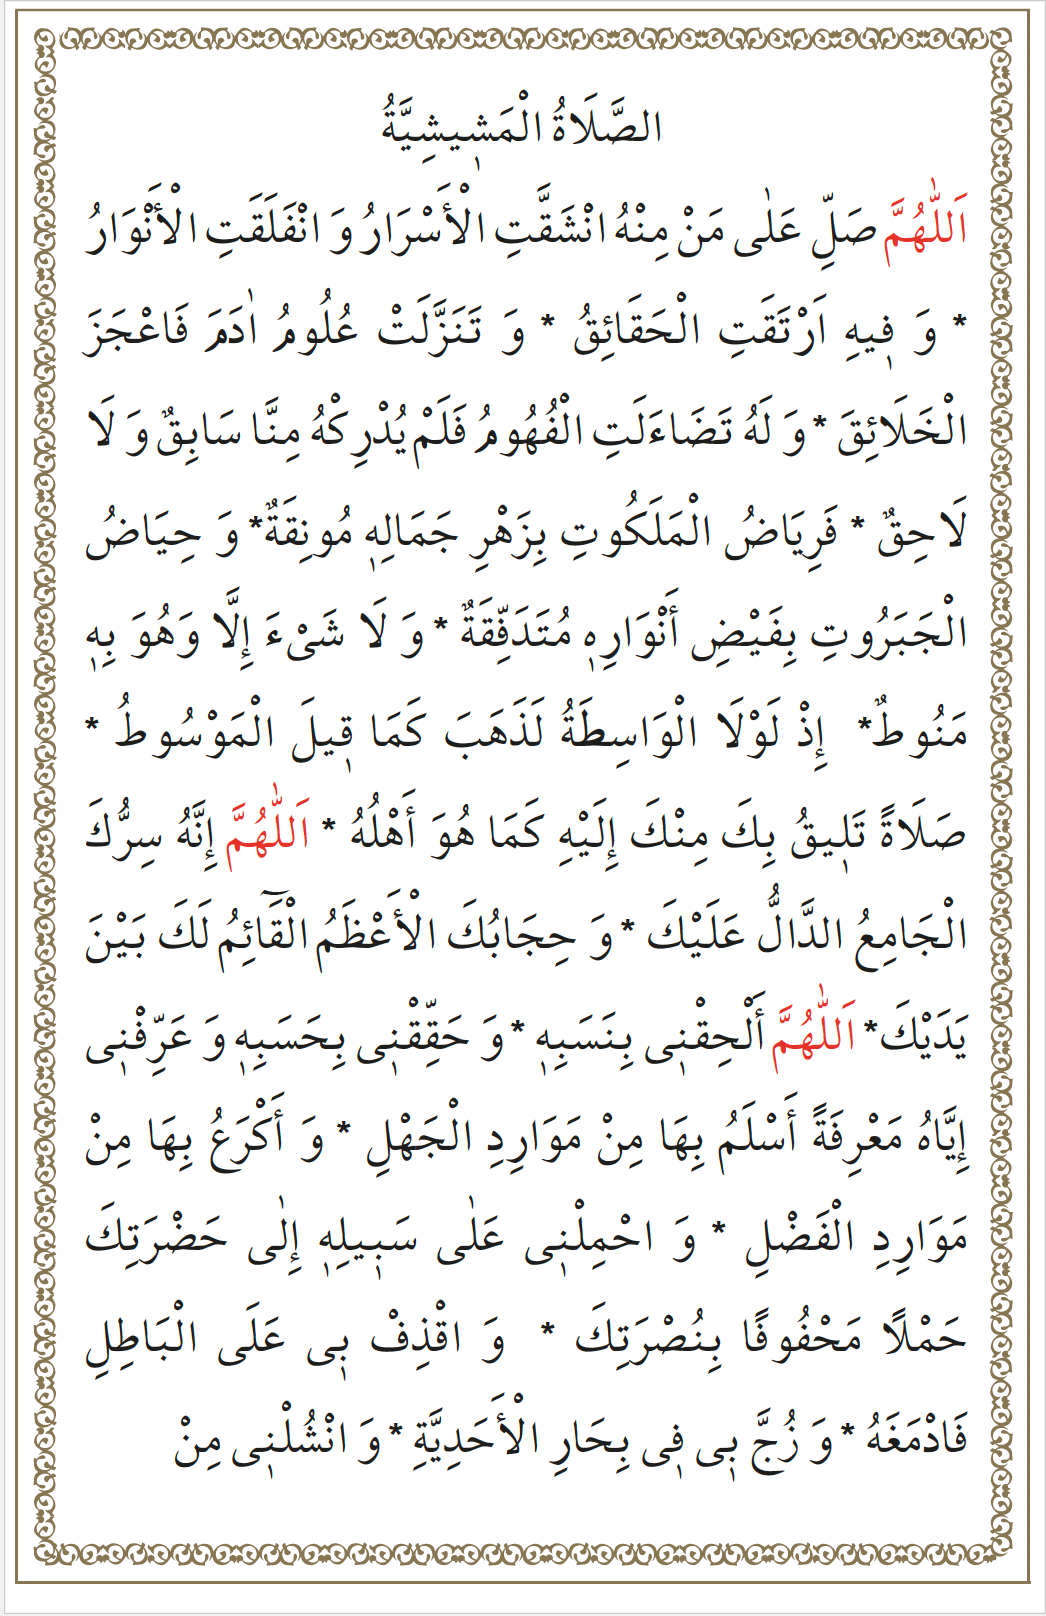 الصَّلَاةُ الْمَشٖيشِيَّةُ
اَللّٰهُمَّ صَلِّ عَلٰى مَنْ مِنْهُ انْشَقَّتِ الْأَسْرَارُ وَ انْفَلَقَتِ الْأَنْوَارُ
* وَ فٖيهِ اَرْتَقَتِ الْحَقَائِقُ * وَ تَنَزَّلَتْ عُلُومُ اٰدَمَ فَاعْجَزَ
الْخَلَائِقَ * وَ لَهُ تَضَاءَلَتِ الْفُهُومُ فَلَمْ يُدْرِكْهُ مِنَّا سَابِقٌ وَ لَا
لَاحِقٌ * فَرِيَاضُ الْمَلَكُوتِ بِزَهْرِ جَمَالِهٖ مُونِقَةٌ* وَ حِيَاضُ
الْجَبَرُوتِ بِفَيْضِ أَنْوَارِهٖ مُتَدَفِّقَةٌ * وَ لَا شَىْءَ إِلَّا وَهُوَ بِهٖ
مَنُوطٌ* إِذْ لَوْلَا الْوَاسِطَةُ لَذَهَبَ كَمَا قٖيلَ الْمَوْسُوطُ *
صَلَاةً تَلٖيقُ بِكَ مِنْكَ إِلَيْهِ كَمَا هُوَ أَهْلُهُ * اَللّٰهُمَّ إِنَّهُ سِرُّكَ
الْجَامِعُ الدَّالُّ عَلَيْكَ * وَ حِجَابُكَ الْأَعْظَمُ الْقَٓائِمُ لَكَ بَيْنَ
يَدَيْكَ* اَللّٰهُمَّ أَلْحِقْنٖى بِنَسَبِهٖ * وَ حَقِّقْنٖى بِحَسَبِهٖ وَ عَرِّفْنٖى
إِيَّاهُ مَعْرِفَةً أَسْلَمُ بِهَا مِنْ مَوَارِدِ الْجَهْلِ * وَ أَكْرَعُ بِهَا مِنْ
مَوَارِدِ الْفَضْلِ * وَ احْمِلْنٖى عَلٰى سَبٖيلِهٖ إِلٰى حَضْرَتِكَ
حَمْلًا مَحْفُوفًا بِنُصْرَتِكَ * وَ اقْذِفْ بٖى عَلَى الْبَاطِلِ
فَادْمَغَهُ * وَ زُجَّ بٖى فٖى بِحَارِ الْأَحَدِيَّةِ * وَ انْشُلْنٖى مِنْ